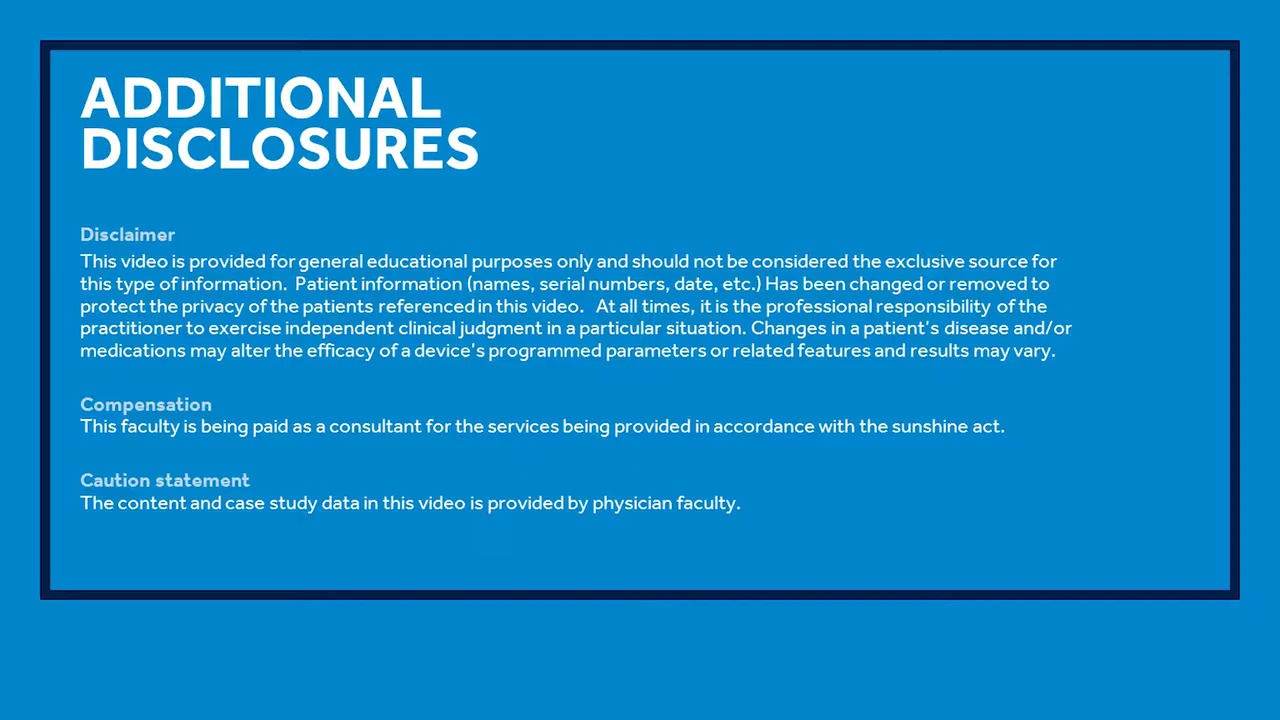 ADDITIONAL
DISCLOSURES
Disclaimer
This video is provided for general educational purposes only and should not be considered the exclusive source for
this type of information.  Patient information (names, serial numbers, date, etc.) Has been changed or removed to
protect the privacy of the patients referenced in this video.   At all times, it is the professional responsibility of the
practitioner to exercise independent clinical judgment in a particular situation. Changes in a patient's disease and/or
medications may alter the efficacy of a device's programmed parameters or related features and results may vary.
Compensation
This faculty is being paid as a consultant for the services being provided in accordance with the sunshine act.
Caution statement
The content and case study data in this video is provided by physician faculty.